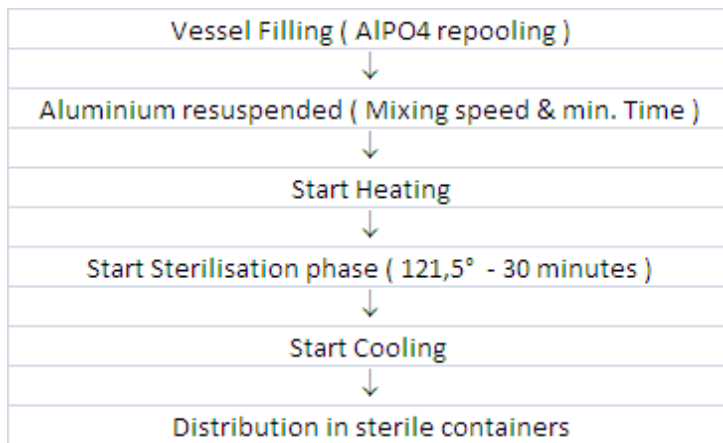 Vessel Filling ( AlPO4 repooling )
↓
Aluminium resuspended ( Mixing speed & min. Time )
↓
Start Heating
↓
Start Sterilisation phase ( 121,5° - 30 minutes )
↓
Start Cooling
↓
Distribution in sterile containers